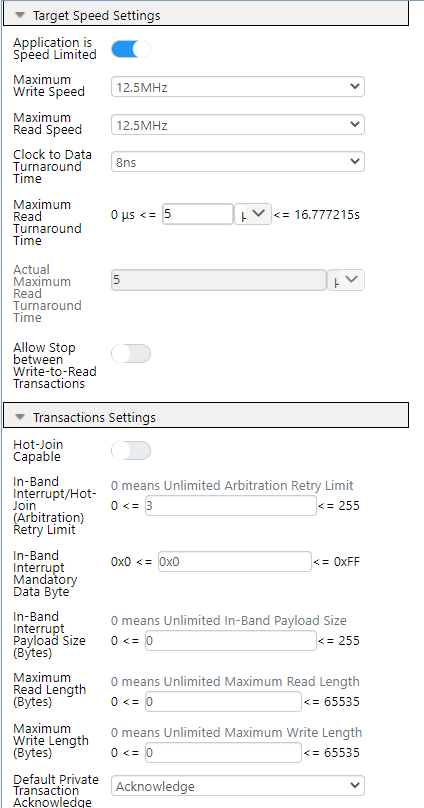 Target Speed Settings
Application is
Speed Limited
Maximum
Write Speed
12.5MHz
Maximum
Read Speed
12.5MHz
Clock to Data
Turnaround
Time
8ns
Maximum
Read
Turnaround
Time
0 µs <= 5 <= 16.777215s
Actual
Maximum
Read
Turnaround
Time
5
Allow Stop
between
Write-to-Read
Transactions
Transactions Settings
Hot-Join
Capable
In-Band
Interrupt/Hot-
Join
(Arbitration)
Retry Limit
0 means Unlimited Arbitration Retry Limit
0 <= 3 <= 255
In-Band
Interrupt
Mandatory
Data Byte
0x0 <= 0x0 <= 0xFF
In-Band
Interrupt
Payload Size
(Bytes)
0 means Unlimited In-Band Payload Size
0 <= 0 <= 255
Maximum
Read Length
(Bytes)
0 means Unlimited Maximum Read Length
0 <= 0 <= 65535
Maximum
Write Length
(Bytes)
0 means Unlimited Maximum Write Length
0 <= 0 <= 65535
Default Private
Transaction
Acknowledge
Acknowledge